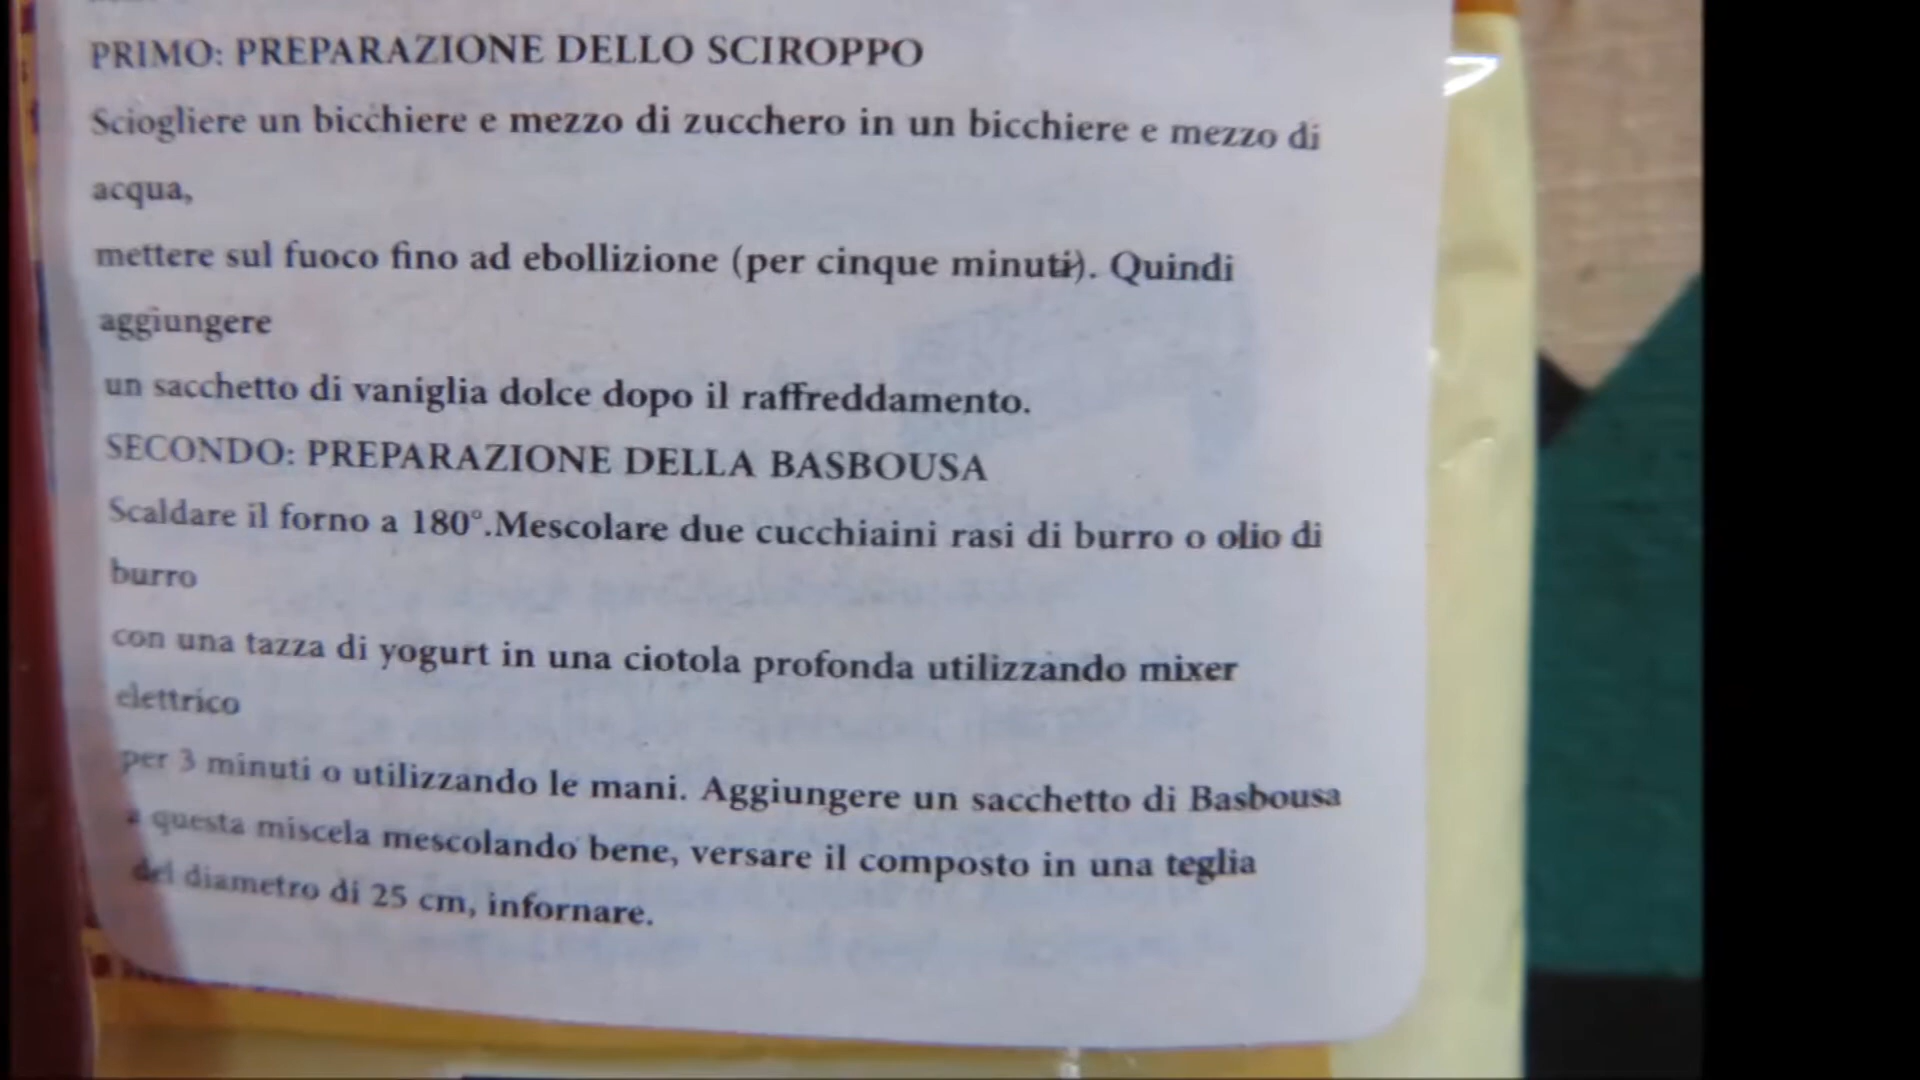 PRIMO: PREPARAZIONE DELLO SCIROPPO
Sciogliere un bicchiere e mezzo di zucchero in un bicchiere e mezzo di
acqua,
mettere sul fuoco fino ad ebollizione (per cinque minuti). Quindi
aggiungere
un sacchetto di vaniglia dolce dopo il raffreddamento.
SECONDO: PREPARAZIONE DELLA BASBOUSA
Scaldare il forno a 180°.Mescolare due cucchiaini rasi di burro o olio di
burro
con una tazza di yogurt in una ciotola profonda utilizzando mixer
elettrico
per 3 minuti o utilizzando le mani. Aggiungere un sacchetto di Basbousa
a questa miscela mescolando bene, versare il composto in una teglia
del diametro di 25 cm, infornare.